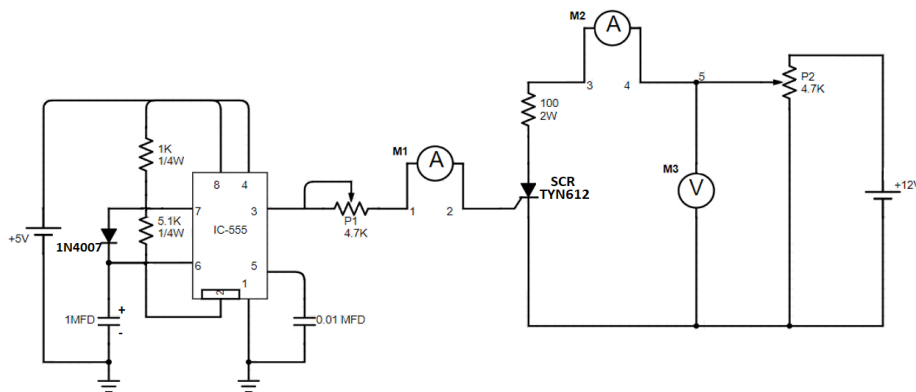 M2
A
3
4
5
P2
4.7K
100
2W
1K
1/4W
M1
A
8
4
SCR
TYN612
M3
V
+12V
7
3
1
2
5.1K
1/4W
IC-555
P1
4.7K
+5V
1N4007
6
5
1
2
+
1MFD
-
0.01 MFD